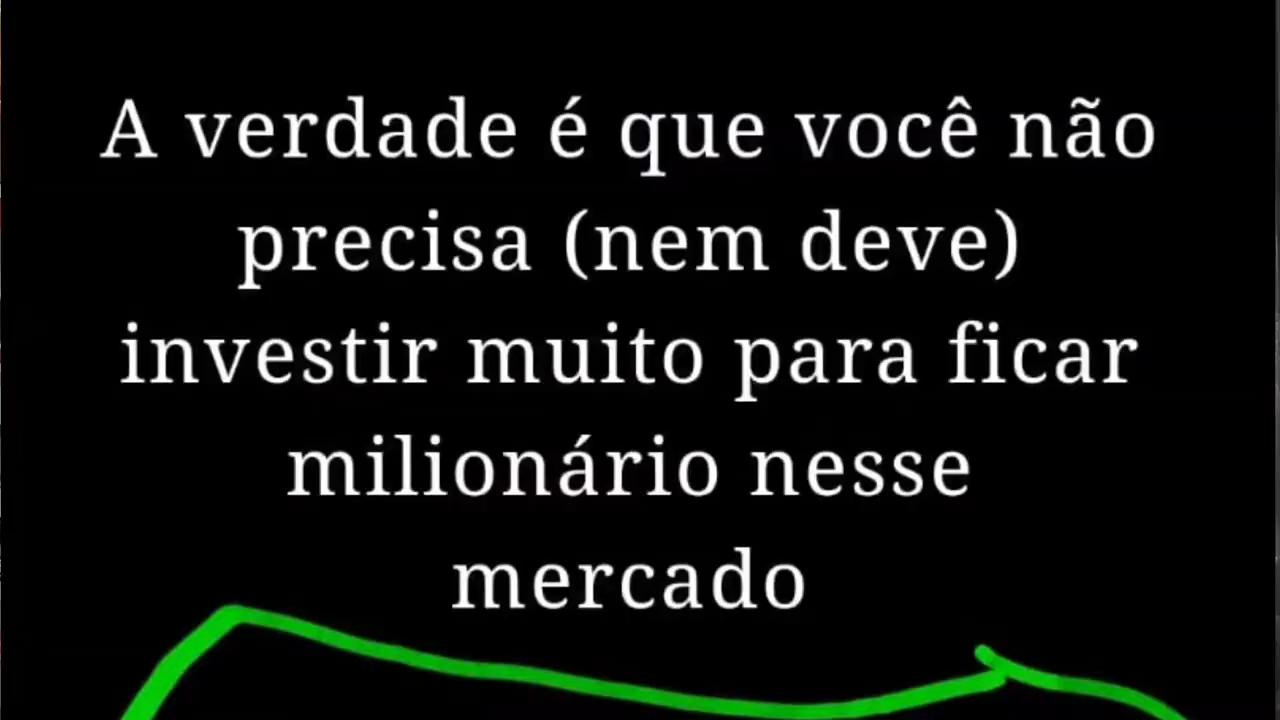 A verdade é que você não
precisa (nem deve)
investir muito para ficar
milionário nesse
mercado